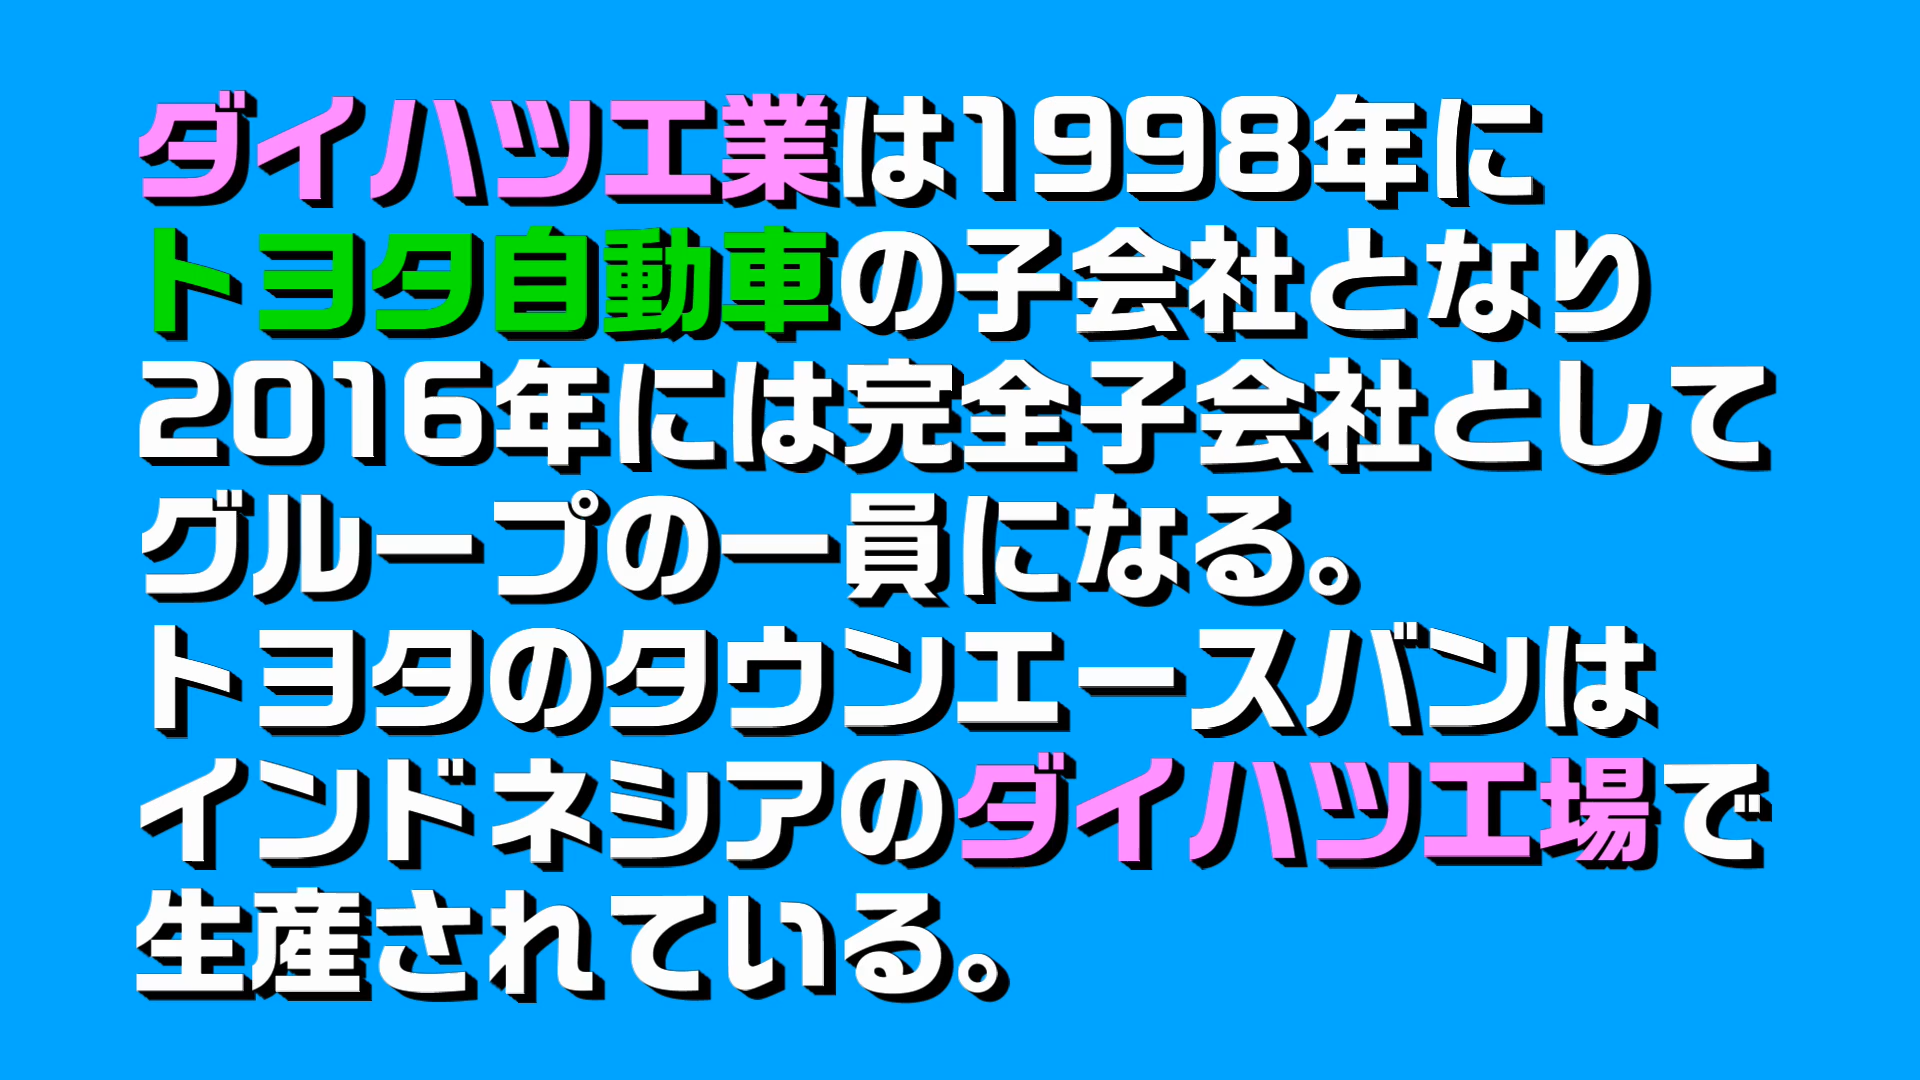 ダイハツ工業は1998年に
トヨタ自動車の子会社となり
2016年には完全子会社として
グループの一員になる。
トヨタのタウンエースバンは
インドネシアのダイハツ工場で
生産されている。